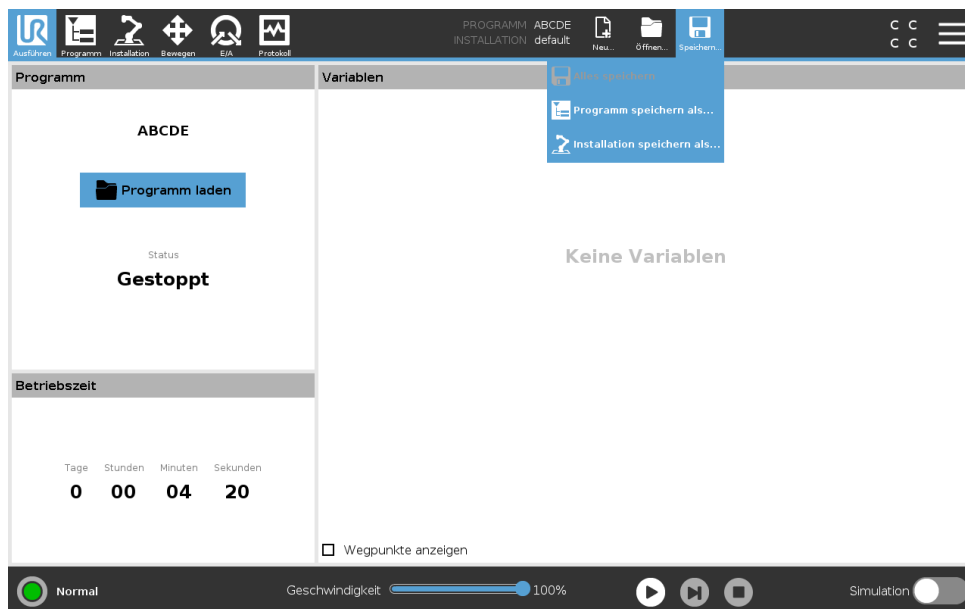 PROGRAMM ABCDE
INSTALLATION default
Ausführen Programm Installation Bewegen E/A Protokoll
Neu... Öffnen... Speichern...
C C
C C
Programm
Variablen
Alles speichern
Programm speichern als...
Installation speichern als...
ABCDE
Programm laden
Status
Gestoppt
Keine Variablen
Betriebszeit
Tage Stunden Minuten Sekunden
0 00 04 20
Wegpunkte anzeigen
Normal
Geschwindigkeit 100%
Simulation